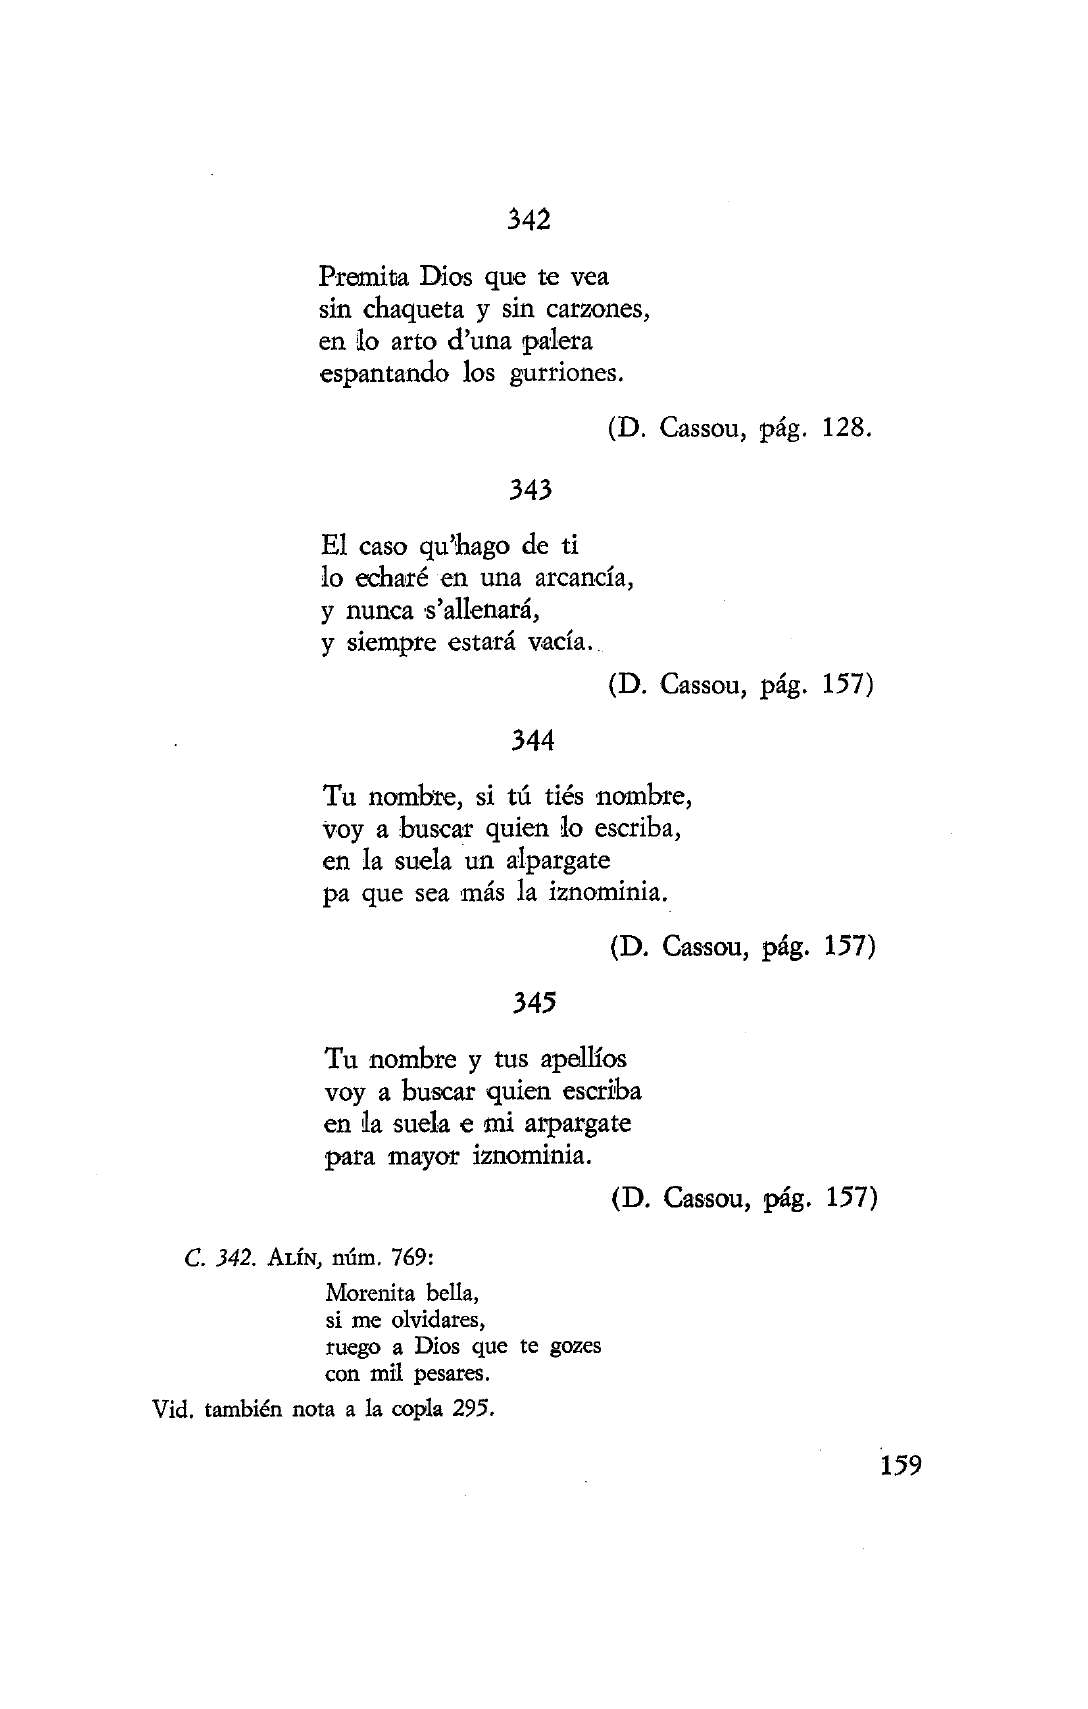 342
Premita Dios que te vea
sin chaqueta y sin carzones,
en lo arto d'una palera
espantando los gurriones.
(D. Cassou, pág. 128.
343
El caso qu'hago de ti
lo echaré en una arcancía,
y nunca s'allenará,
y siempre estará vacía.
(D. Cassou, pág. 157)
344
Tu nombre, si tú tiés nombre,
voy a buscar quien lo escriba,
en la suela un alpargate
pa que sea más la iznominia.
(D. Cassou, pág. 157)
345
Tu nombre y tus apellíos
voy a buscar quien escriba
en la suela e mi arpargate
para mayor iznominia.
(D. Cassou, pág. 157)
C. 342. ALÍN, núm. 769:
Morenita bella,
si me olvidares,
ruego a Dios que te gozes
con mil pesares.
Vid. también nota a la copla 295.
159